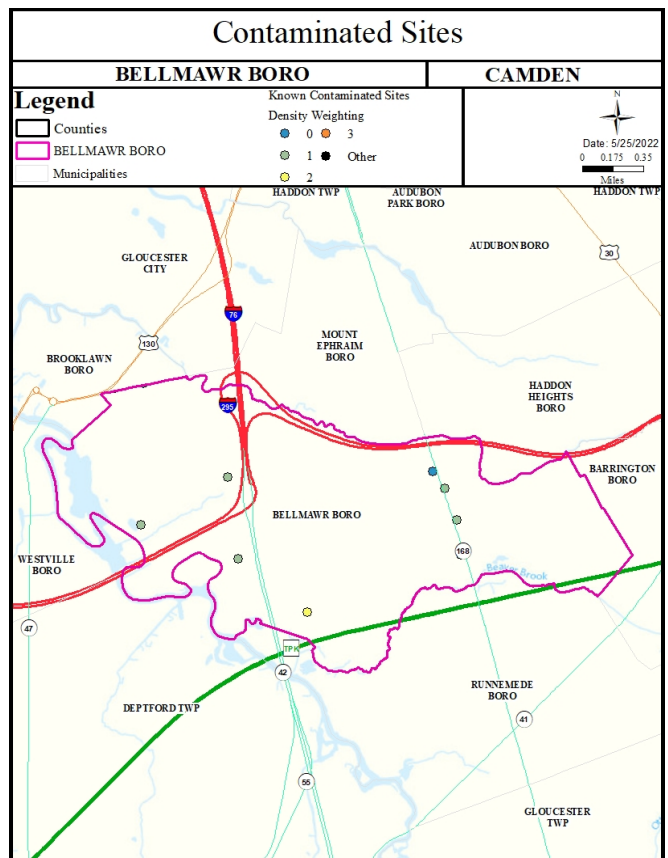 Contaminated Sites
BELLMAWR BORO
CAMDEN
Legend
Counties
BELLMAWR BORO
Municipalities
Known Contaminated Sites
Density Weighting
0
3
1
Other
2
N
Date: 5/25/2022
0 0.175 0.35
Miles
HADDON TWP
AUDUBON
PARK BORO
HADDON TWP
AUDUBON BORO
30
GLOUCESTER
CITY
76
130
MOUNT
EPHRAIM
BORO
BROOKLAWN
BORO
HADDON
HEIGHTS
BORO
295
BARRINGTON
BORO
BELLMAWR BORO
168
WESTVILLE
BORO
Beaver Brook
47
TPK
42
RUNNEMEDE
BORO
DEPTFORD TWP
41
55
GLOUCESTER
TWP